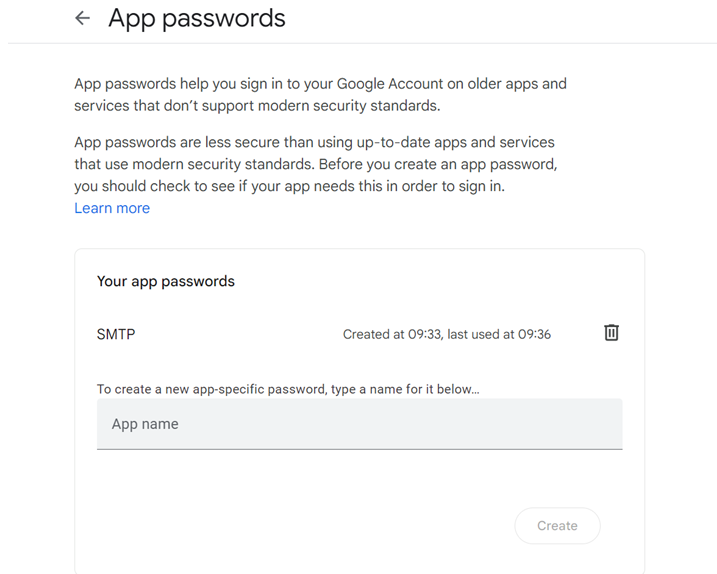 App passwords
App passwords help you sign in to your Google Account on older apps and
services that don’t support modern security standards.
App passwords are less secure than using up-to-date apps and services
that use modern security standards. Before you create an app password,
you should check to see if your app needs this in order to sign in.
Learn more
Your app passwords
SMTP Created at 09:33, last used at 09:36
To create a new app-specific password, type a name for it below...
App name
Create